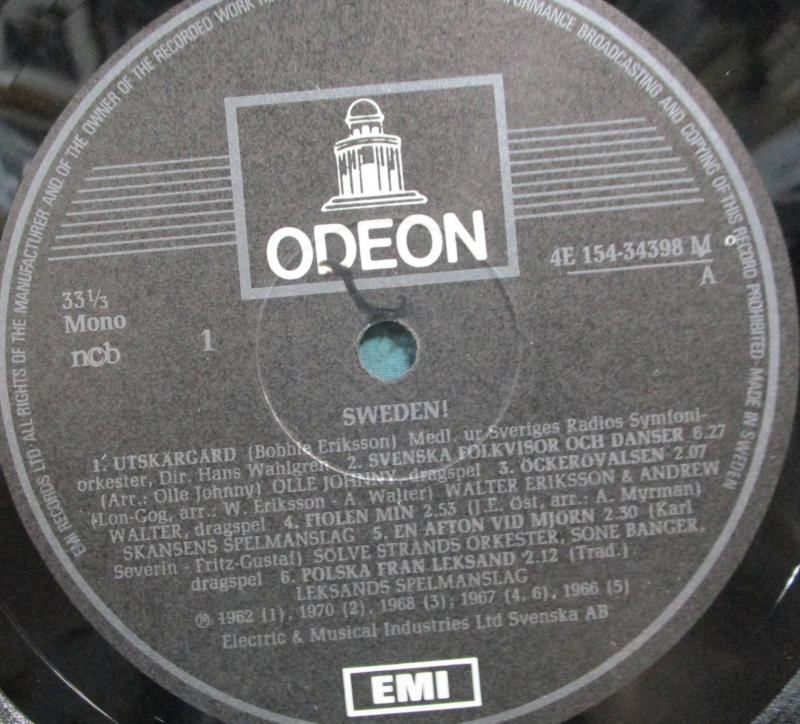 EMI RECORDS LTD ALL RIGHTS OF THE MANUFACTURER AND OF THE OWNER OF THE RECORDED WORK
PERFORMANCE BROADCASTING AND COPYING OF THIS RECORD PROHIBITED. MADE IN SWEDEN
ODEON
4E 154-34398 M
A
33⅓
Mono
ncb
1
SWEDEN!
1. UTSKÄRGÅRD (Bobbie Eriksson) Medl. ur Sveriges Radios Symfoni-
orkester, Dir. Hans Wahlgren 2. SVENSKA FOLKVISOR OCH DANSER 6.27
(Arr.: Olle Johnny) OLLE JOHNNY, dragspel 3. ÖCKERÖVALSEN 2.07
(Lon-Gog, arr.: W. Eriksson - A. Walter) WALTER ERIKSSON & ANDREW
WALTER, dragspel 4. FIOLEN MIN 2.53 (J.E. Öst, arr.: A. Myrman)
SKANSENS SPELMANSLAG 5. EN AFTON VID MJÖRN 2.30 (Karl
Severin - Fritz-Gustaf) SÖLVE STRANDS ORKESTER, SONE BANGER,
dragspel 6. POLSKA FRÅN LEKSAND 2.12 (Trad.)
LEKSANDS SPELMANSLAG
℗ 1962 (1), 1970 (2), 1968 (3), 1967 (4, 6), 1966 (5)
Electric & Musical Industries Ltd Svenska AB
EMI